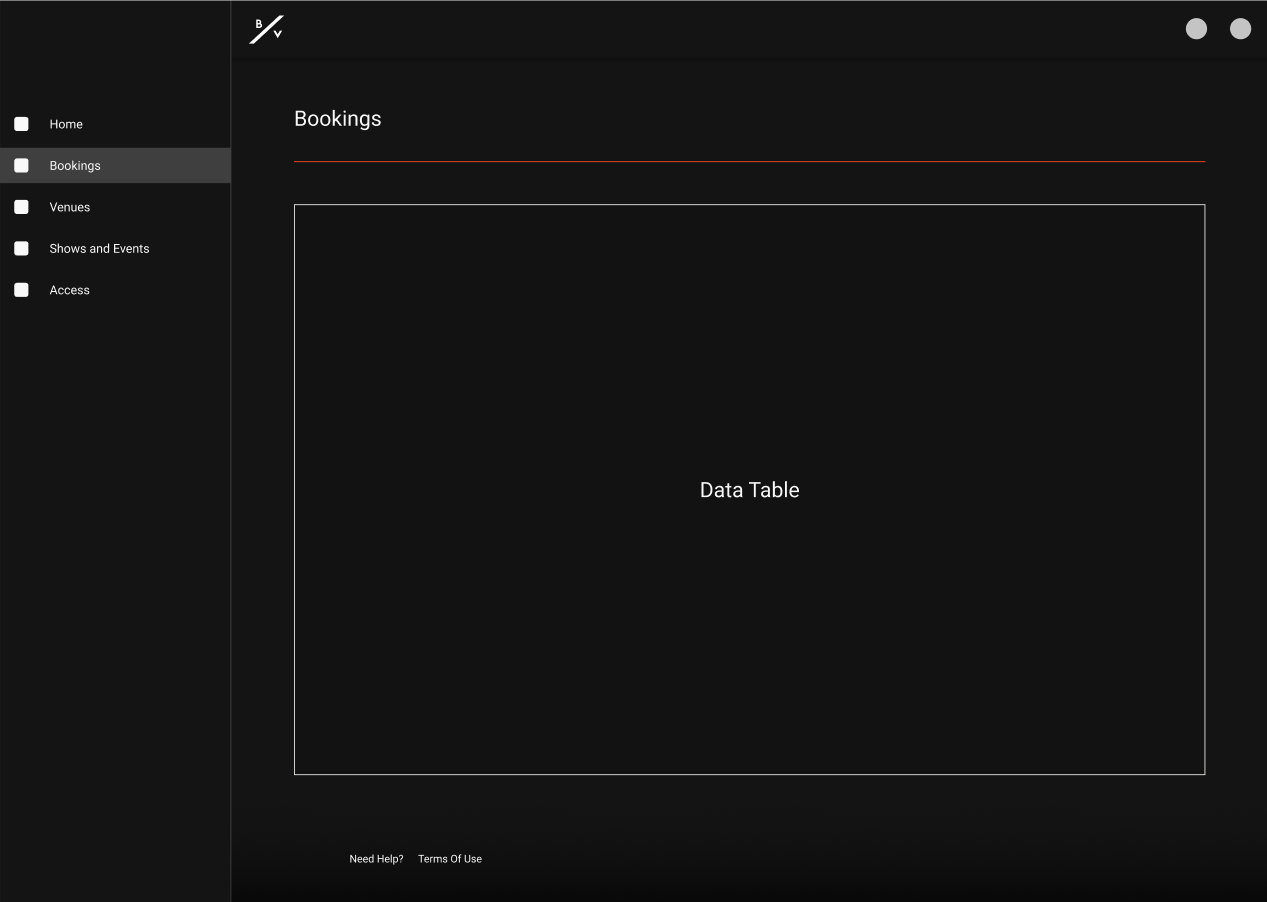 B
V
Home
Bookings
Venues
Shows and Events
Access
Bookings
Data Table
Need Help? Terms Of Use